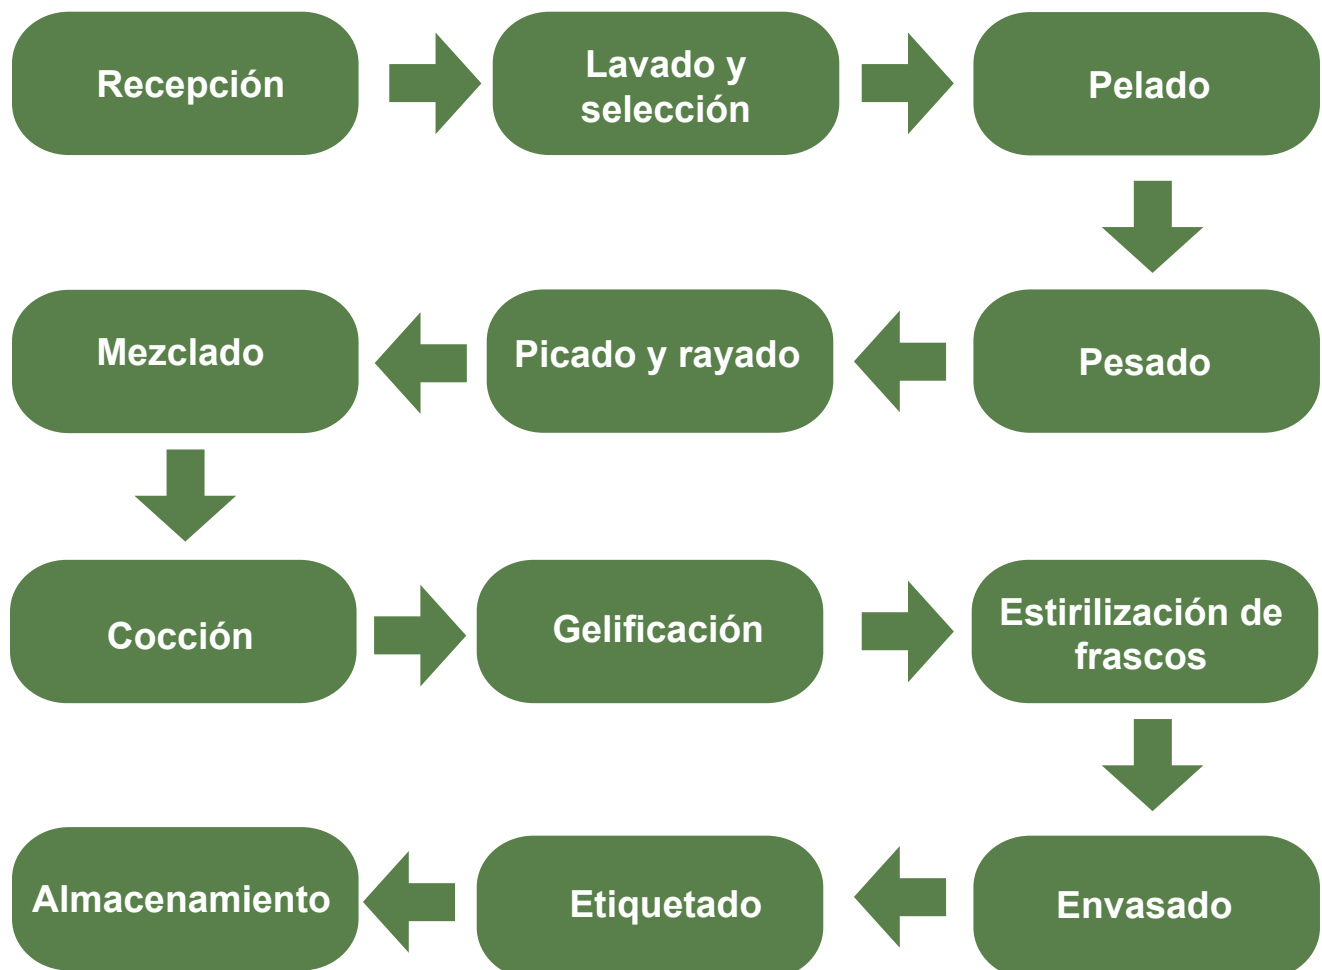 Recepción
Lavado y
selección
Pelado
Pesado
Picado y rayado
Mezclado
Cocción
Gelificación
Estirilización de
frascos
Envasado
Etiquetado
Almacenamiento